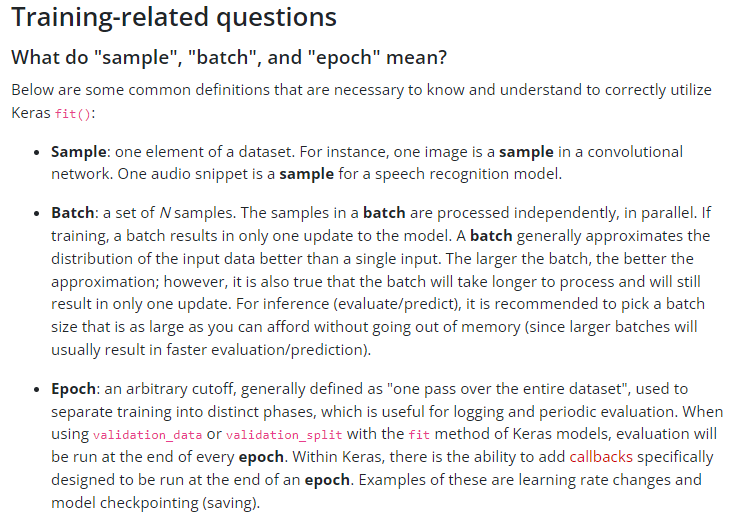 Training-related questions
What do "sample", "batch", and "epoch" mean?
Below are some common definitions that are necessary to know and understand to correctly utilize
Keras fit():
• Sample: one element of a dataset. For instance, one image is a sample in a convolutional
network. One audio snippet is a sample for a speech recognition model.
• Batch: a set of N samples. The samples in a batch are processed independently, in parallel. If
training, a batch results in only one update to the model. A batch generally approximates the
distribution of the input data better than a single input. The larger the batch, the better the
approximation; however, it is also true that the batch will take longer to process and will still
result in only one update. For inference (evaluate/predict), it is recommended to pick a batch
size that is as large as you can afford without going out of memory (since larger batches will
usually result in faster evaluation/prediction).
• Epoch: an arbitrary cutoff, generally defined as "one pass over the entire dataset", used to
separate training into distinct phases, which is useful for logging and periodic evaluation. When
using validation_data or validation_split with the fit method of Keras models, evaluation will
be run at the end of every epoch. Within Keras, there is the ability to add callbacks specifically
designed to be run at the end of an epoch. Examples of these are learning rate changes and
model checkpointing (saving).